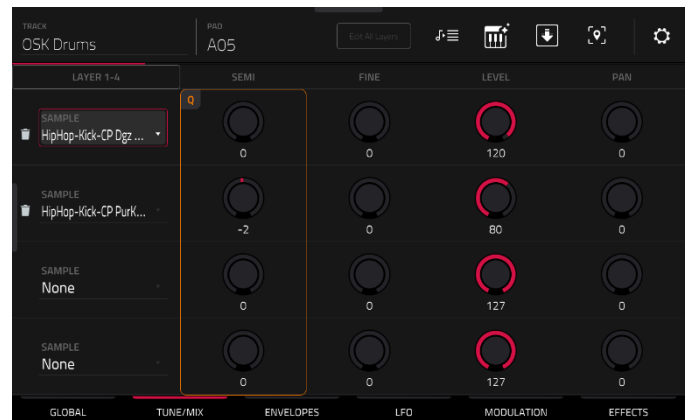 TRACK
OSK Drums
PAD
A05
Edit All Layers
LAYER 1-4
SEMI
FINE
LEVEL
PAN
Q
SAMPLE
HipHop-Kick-CP Dgz ...
0
0
120
0
SAMPLE
HipHop-Kick-CP PurK...
-2
0
80
0
SAMPLE
None
0
0
127
0
SAMPLE
None
0
0
127
0
GLOBAL
TUNE/MIX
ENVELOPES
LFO
MODULATION
EFFECTS